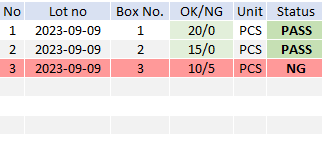 No Lot no Box No. OK/NG Unit Status
1 2023-09-09 1 20/0 PCS PASS
2 2023-09-09 2 15/0 PCS PASS
3 2023-09-09 3 10/5 PCS NG